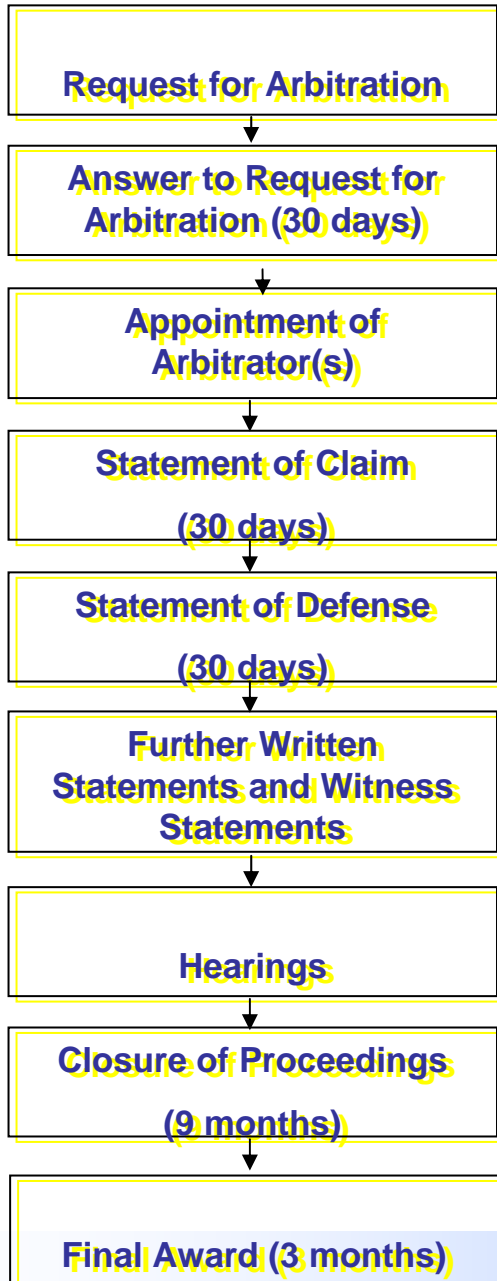 Request for Arbitration
Answer to Request for
Arbitration (30 days)
Appointment of
Arbitrator(s)
Statement of Claim
(30 days)
Statement of Defense
(30 days)
Further Written
Statements and Witness
Statements
Hearings
Closure of Proceedings
(9 months)
Final Award (3 months)